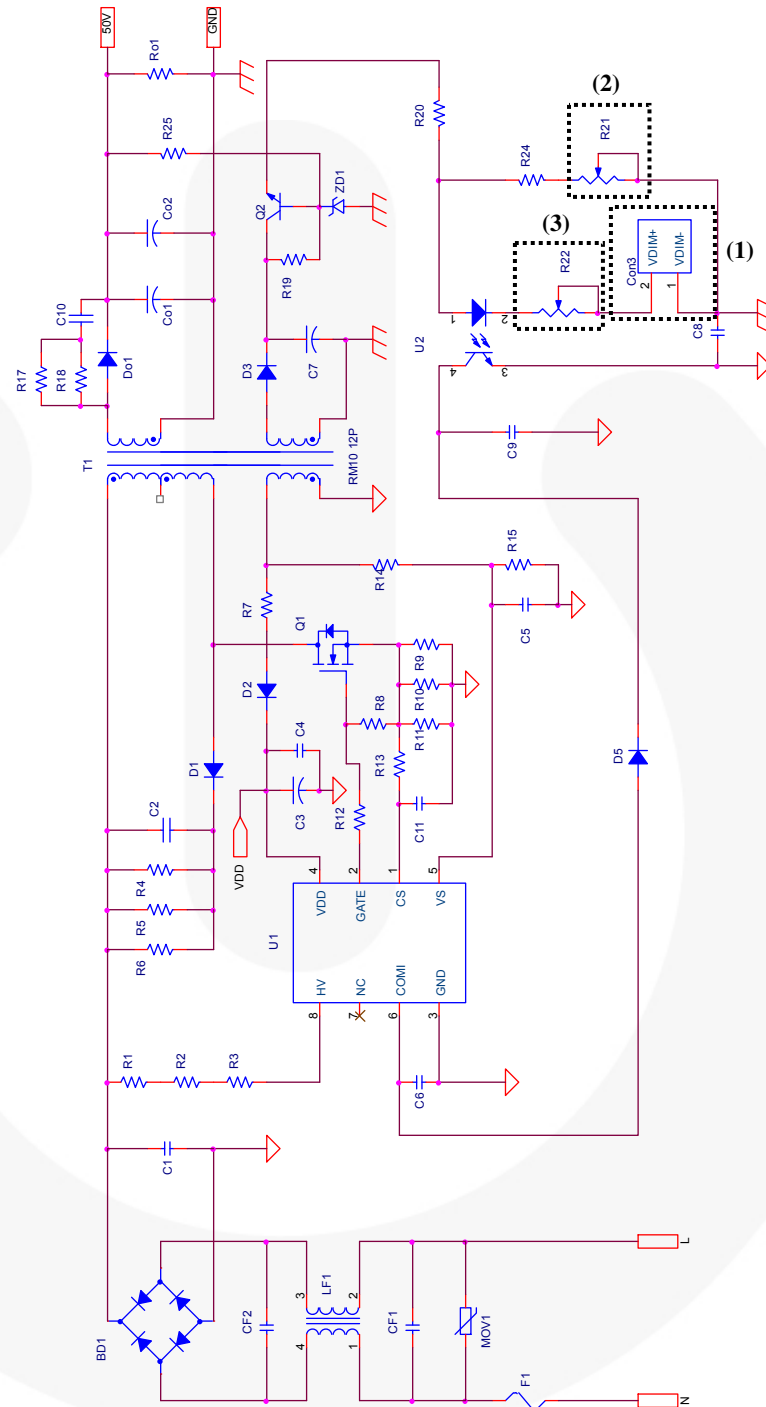 50V
GND
Ro1
R25
Co2
Co1
C10
R17
R18
Do1
Q2
ZD1
R19
C7
D3
R20
(2)
R21
R24
(3)
R22
(1)
Con3
VDIM+
VDIM-
2
1
C8
1
2
U2
4
3
T1
RM10 12P
C9
R14
R15
C5
R7
Q1
D2
D1
C4
C3
R8
R9
R10
R11
R13
R12
C11
C2
R4
R5
R6
VDD
D5
4
2
1
5
VDD
GATE
CS
VS
U1
HV
NC
COMI
GND
8
7
6
3
R1
R2
R3
C6
C1
BD1
CF2
3
LF1
4
2
1
CF1
MOV1
F1
L
N